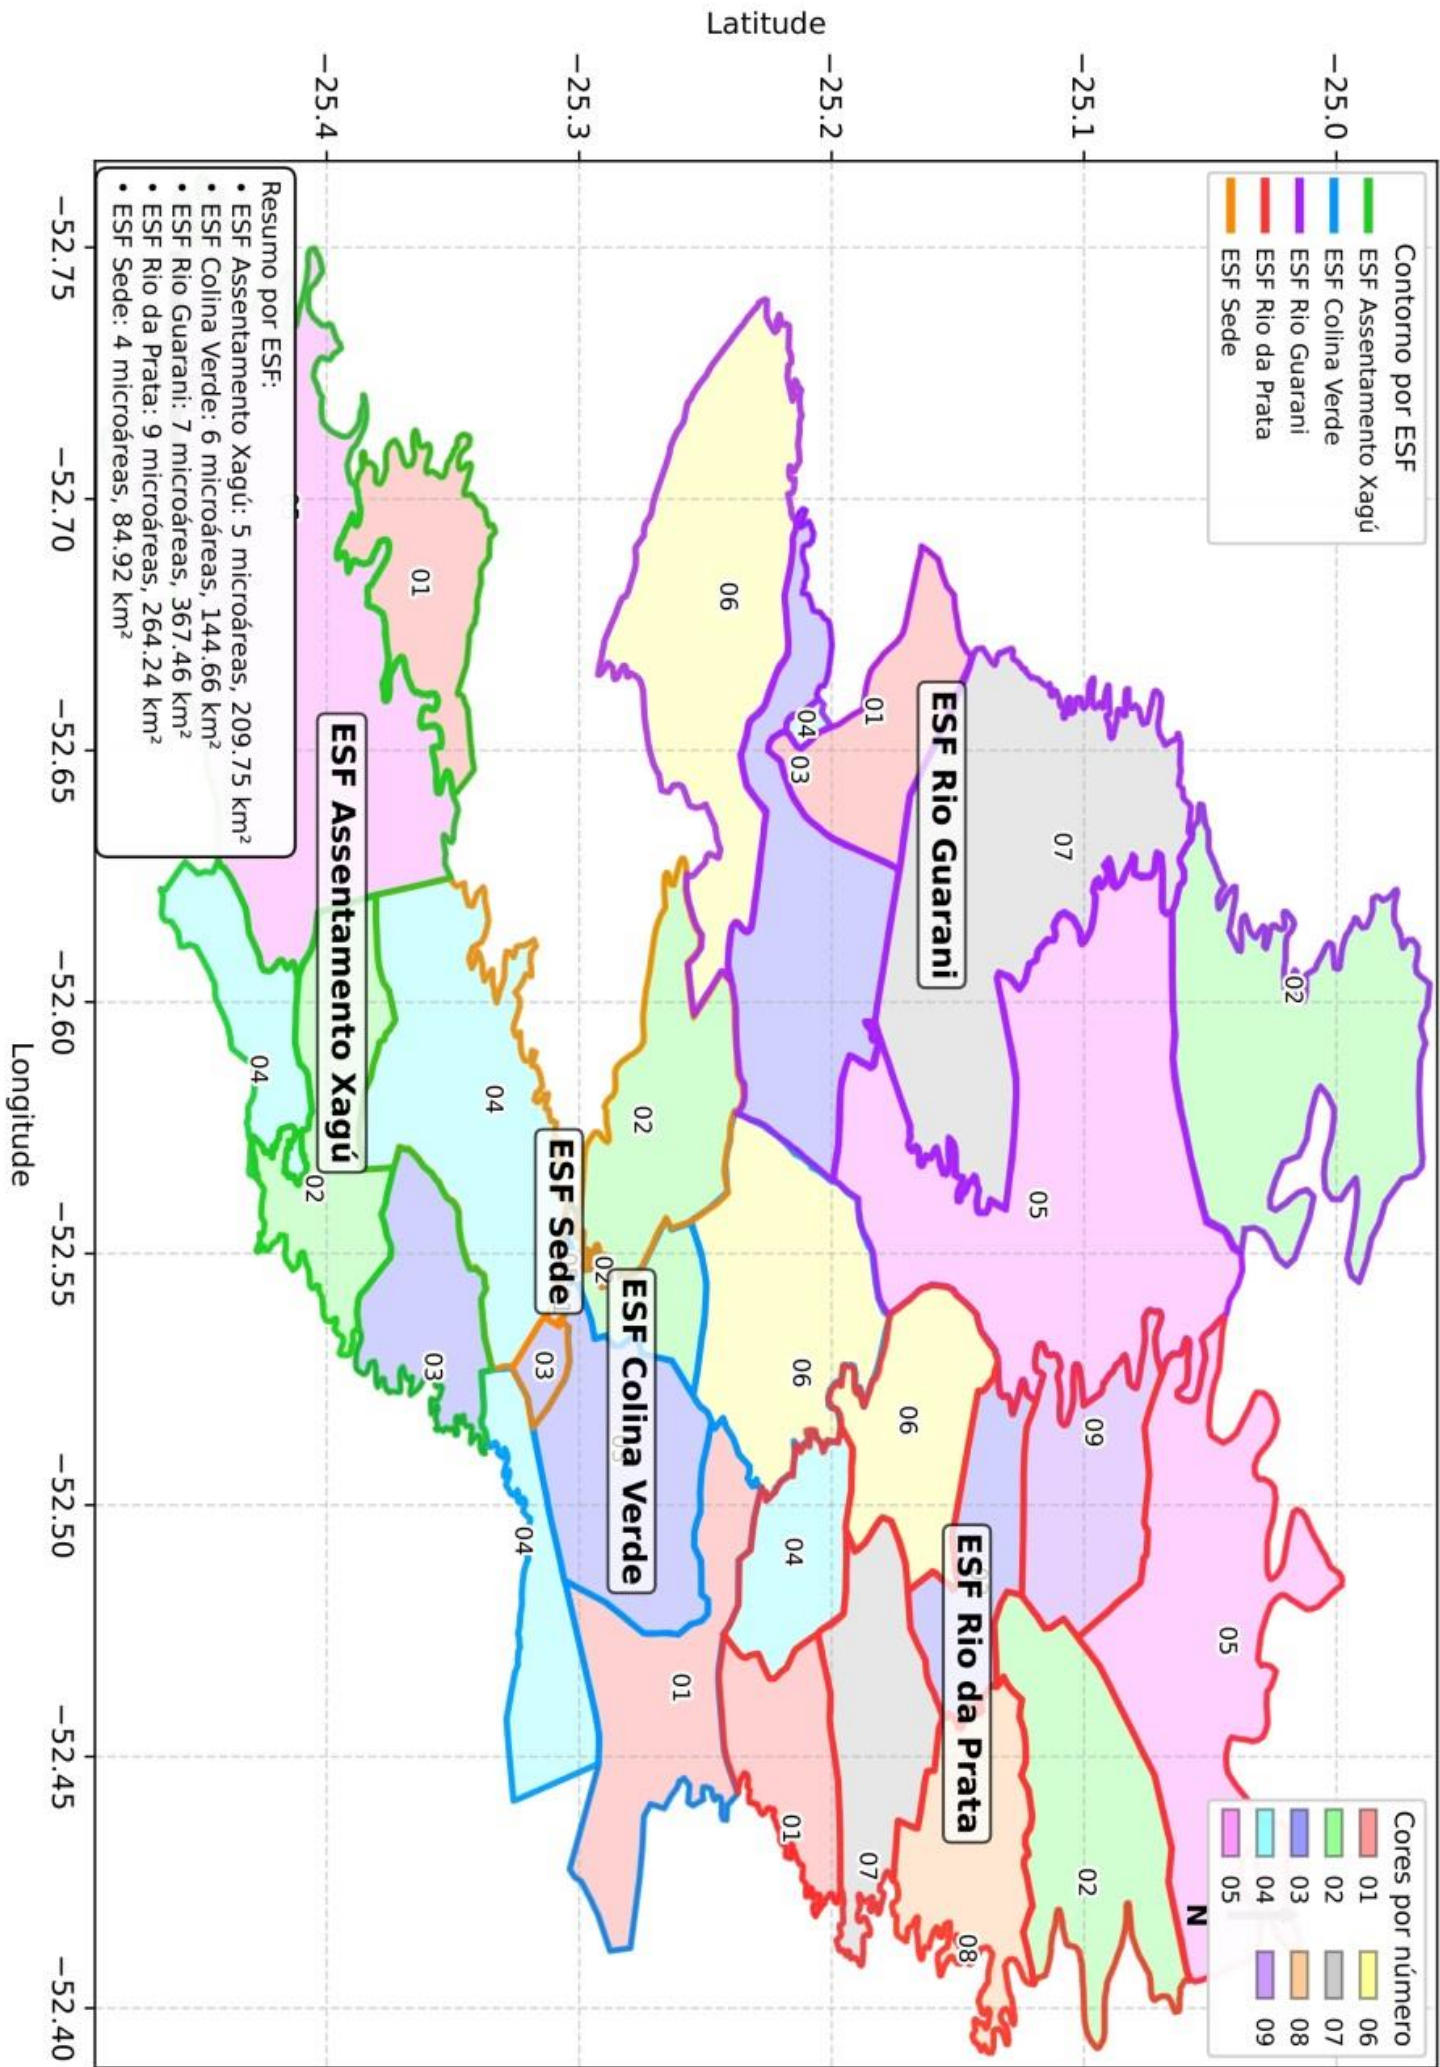 Contorno por ESF
ESF Assentamento Xagú
ESF Colina Verde
ESF Rio Guarani
ESF Rio da Prata
ESF Sede
Cores por número
01
02
03
04
05
06
07
08
09
N
Latitude
−25.0
−25.1
−25.2
−25.3
−25.4
02
05
07
ESF Rio Guarani
01
04
03
06
05
09
02
06
ESF Rio da Prata
08
07
04
01
06
02
02
ESF Colina Verde
01
ESF Sede
03
04
04
01
ESF Assentamento Xagú
03
02
04
Resumo por ESF:
• ESF Assentamento Xagú: 5 microáreas, 209.75 km²
• ESF Colina Verde: 6 microáreas, 144.66 km²
• ESF Rio Guarani: 7 microáreas, 367.46 km²
• ESF Rio da Prata: 9 microáreas, 264.24 km²
• ESF Sede: 4 microáreas, 84.92 km²
−52.75
−52.70
−52.65
−52.60
−52.55
−52.50
−52.45
−52.40
Longitude